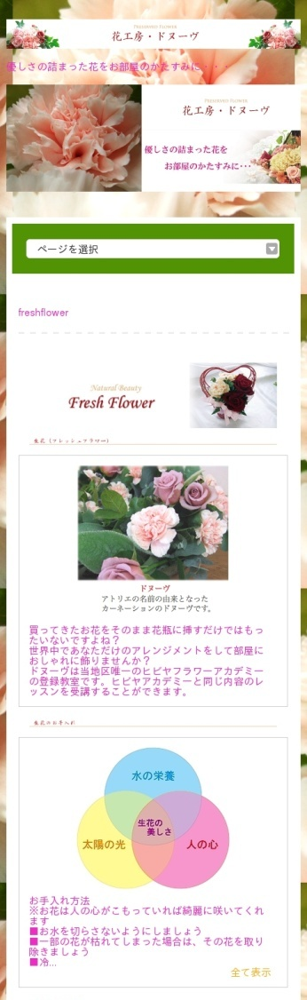 PRESERVED FLOWER
花工房・ドヌーヴ
優しさの詰まった花をお部屋のかたすみに・・・
PRESERVED FLOWER
花工房・ドヌーヴ
優しさの詰まった花を
お部屋のかたすみに・・・
ページを選択
freshflower
Natural Beauty
Fresh Flower
生花（フレッシュフラワー）
ドヌーヴ
アトリエの名前の由来となった
カーネーションのドヌーヴです。
買ってきたお花をそのまま花瓶に挿すだけではもっ
たいないですよね？
世界中であなただけのアレンジメントをして部屋に
おしゃれに飾りませんか？
ドヌーヴは当地区唯一のヒビヤフラワーアカデミー
の登録教室です。ヒビヤアカデミーと同じ内容のレ
ッスンを受講することができます。
生花のお手入れ
水の栄養
生花の
美しさ
太陽の光
人の心
お手入れ方法
※お花は人の心がこもっていれば綺麗に咲いてくれ
ます
■お水を切らさないようにしましょう
■一部の花が枯れてしまった場合は、その花を取り
除きましょう
■冷...
全て表示